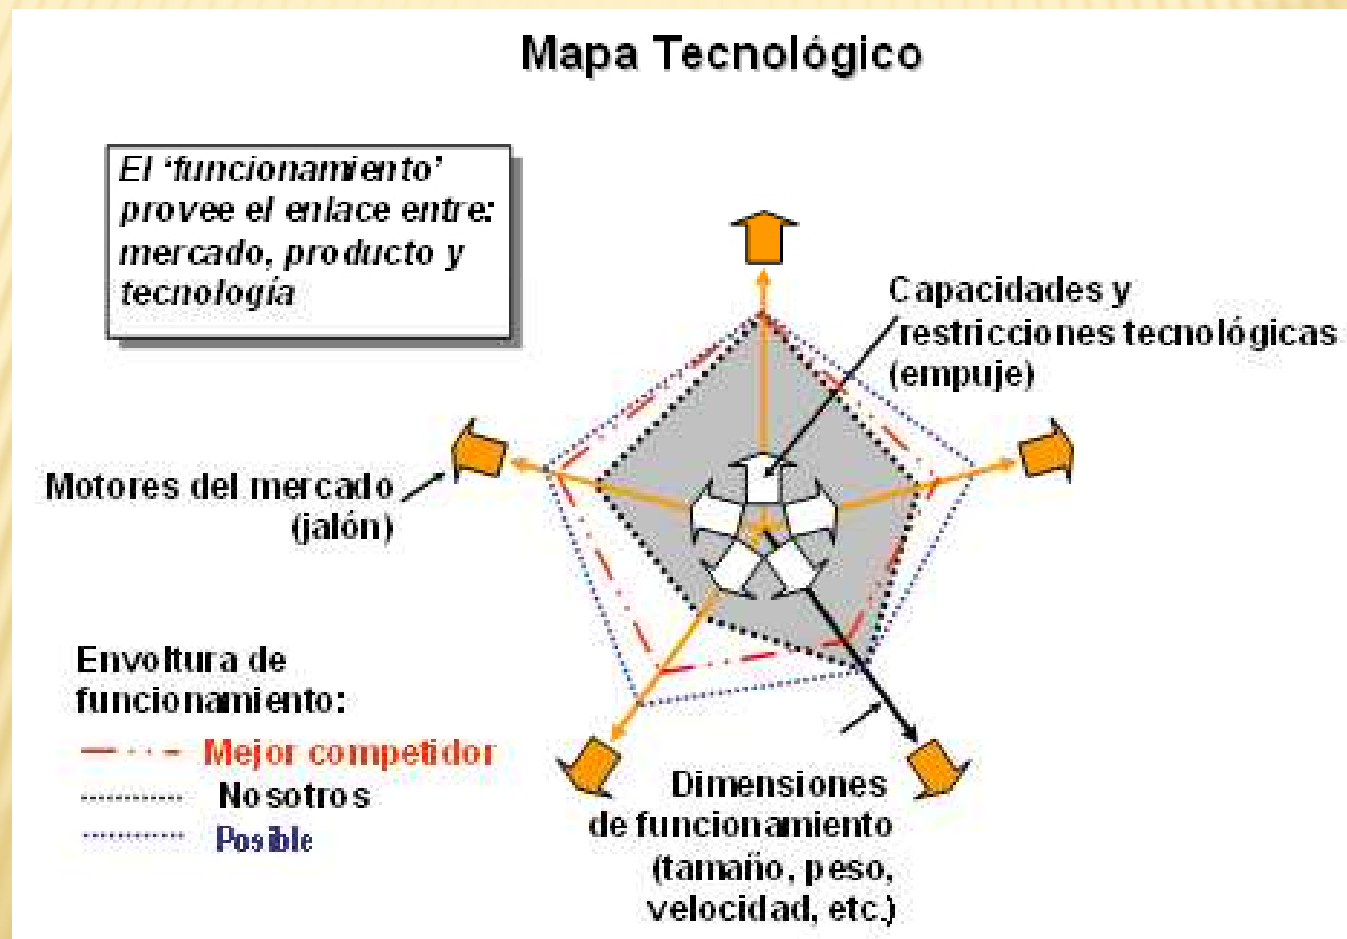 Mapa Tecnológico
El ‘funcionamiento’
provee el enlace entre:
mercado, producto y
tecnología
Capacidades y
restricciones tecnológicas
(empuje)
Motores del mercado
(jalón)
Envoltura de
funcionamiento:
Mejor competidor
Nosotros
Posible
Dimensiones
de funcionamiento
(tamaño, peso,
velocidad, etc.)